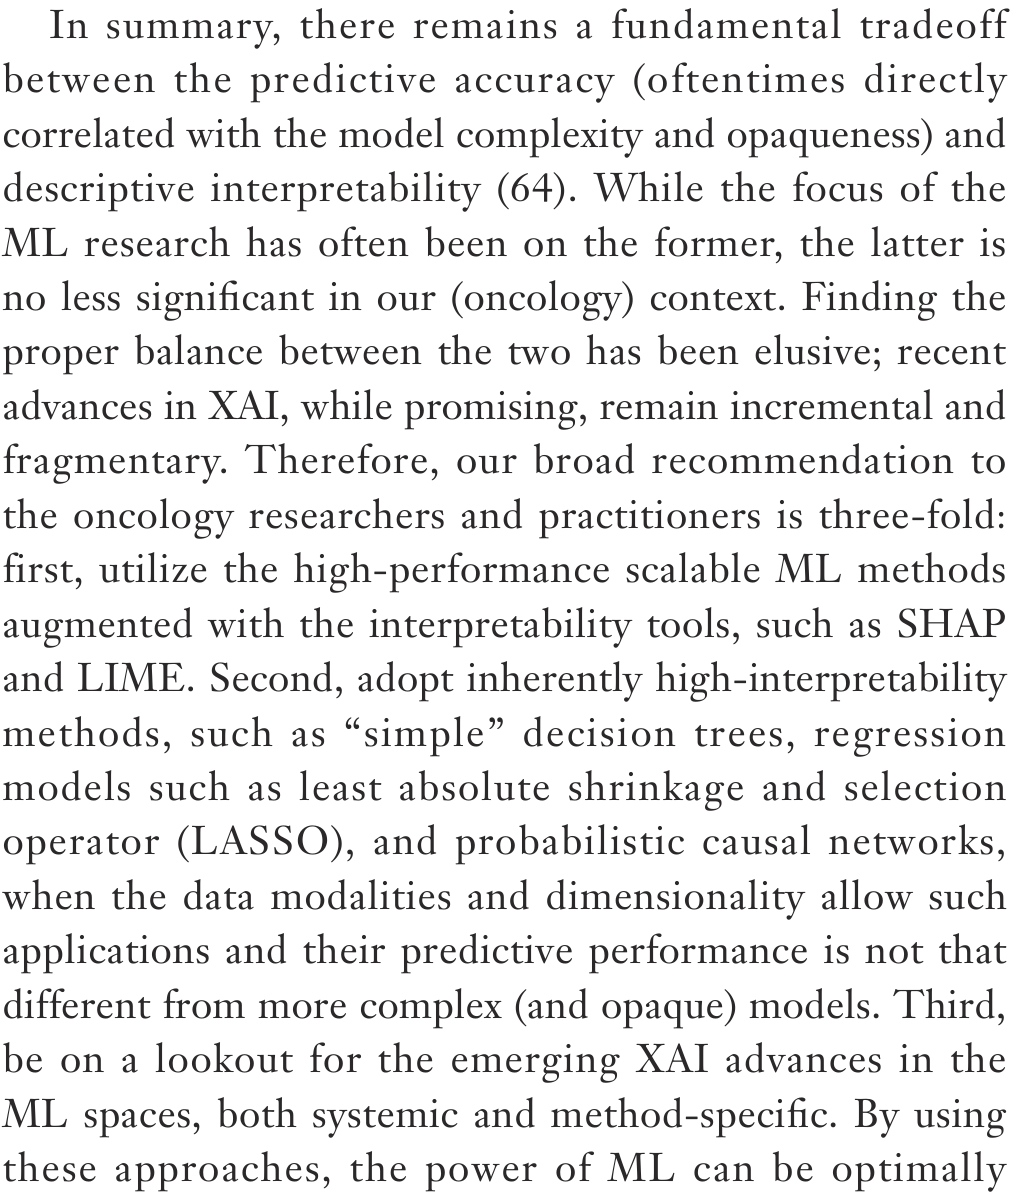 In summary, there remains a fundamental tradeoff
between the predictive accuracy (oftentimes directly
correlated with the model complexity and opaqueness) and
descriptive interpretability (64). While the focus of the
ML research has often been on the former, the latter is
no less significant in our (oncology) context. Finding the
proper balance between the two has been elusive; recent
advances in XAI, while promising, remain incremental and
fragmentary. Therefore, our broad recommendation to
the oncology researchers and practitioners is three-fold:
first, utilize the high-performance scalable ML methods
augmented with the interpretability tools, such as SHAP
and LIME. Second, adopt inherently high-interpretability
methods, such as “simple” decision trees, regression
models such as least absolute shrinkage and selection
operator (LASSO), and probabilistic causal networks,
when the data modalities and dimensionality allow such
applications and their predictive performance is not that
different from more complex (and opaque) models. Third,
be on a lookout for the emerging XAI advances in the
ML spaces, both systemic and method-specific. By using
these approaches, the power of ML can be optimally